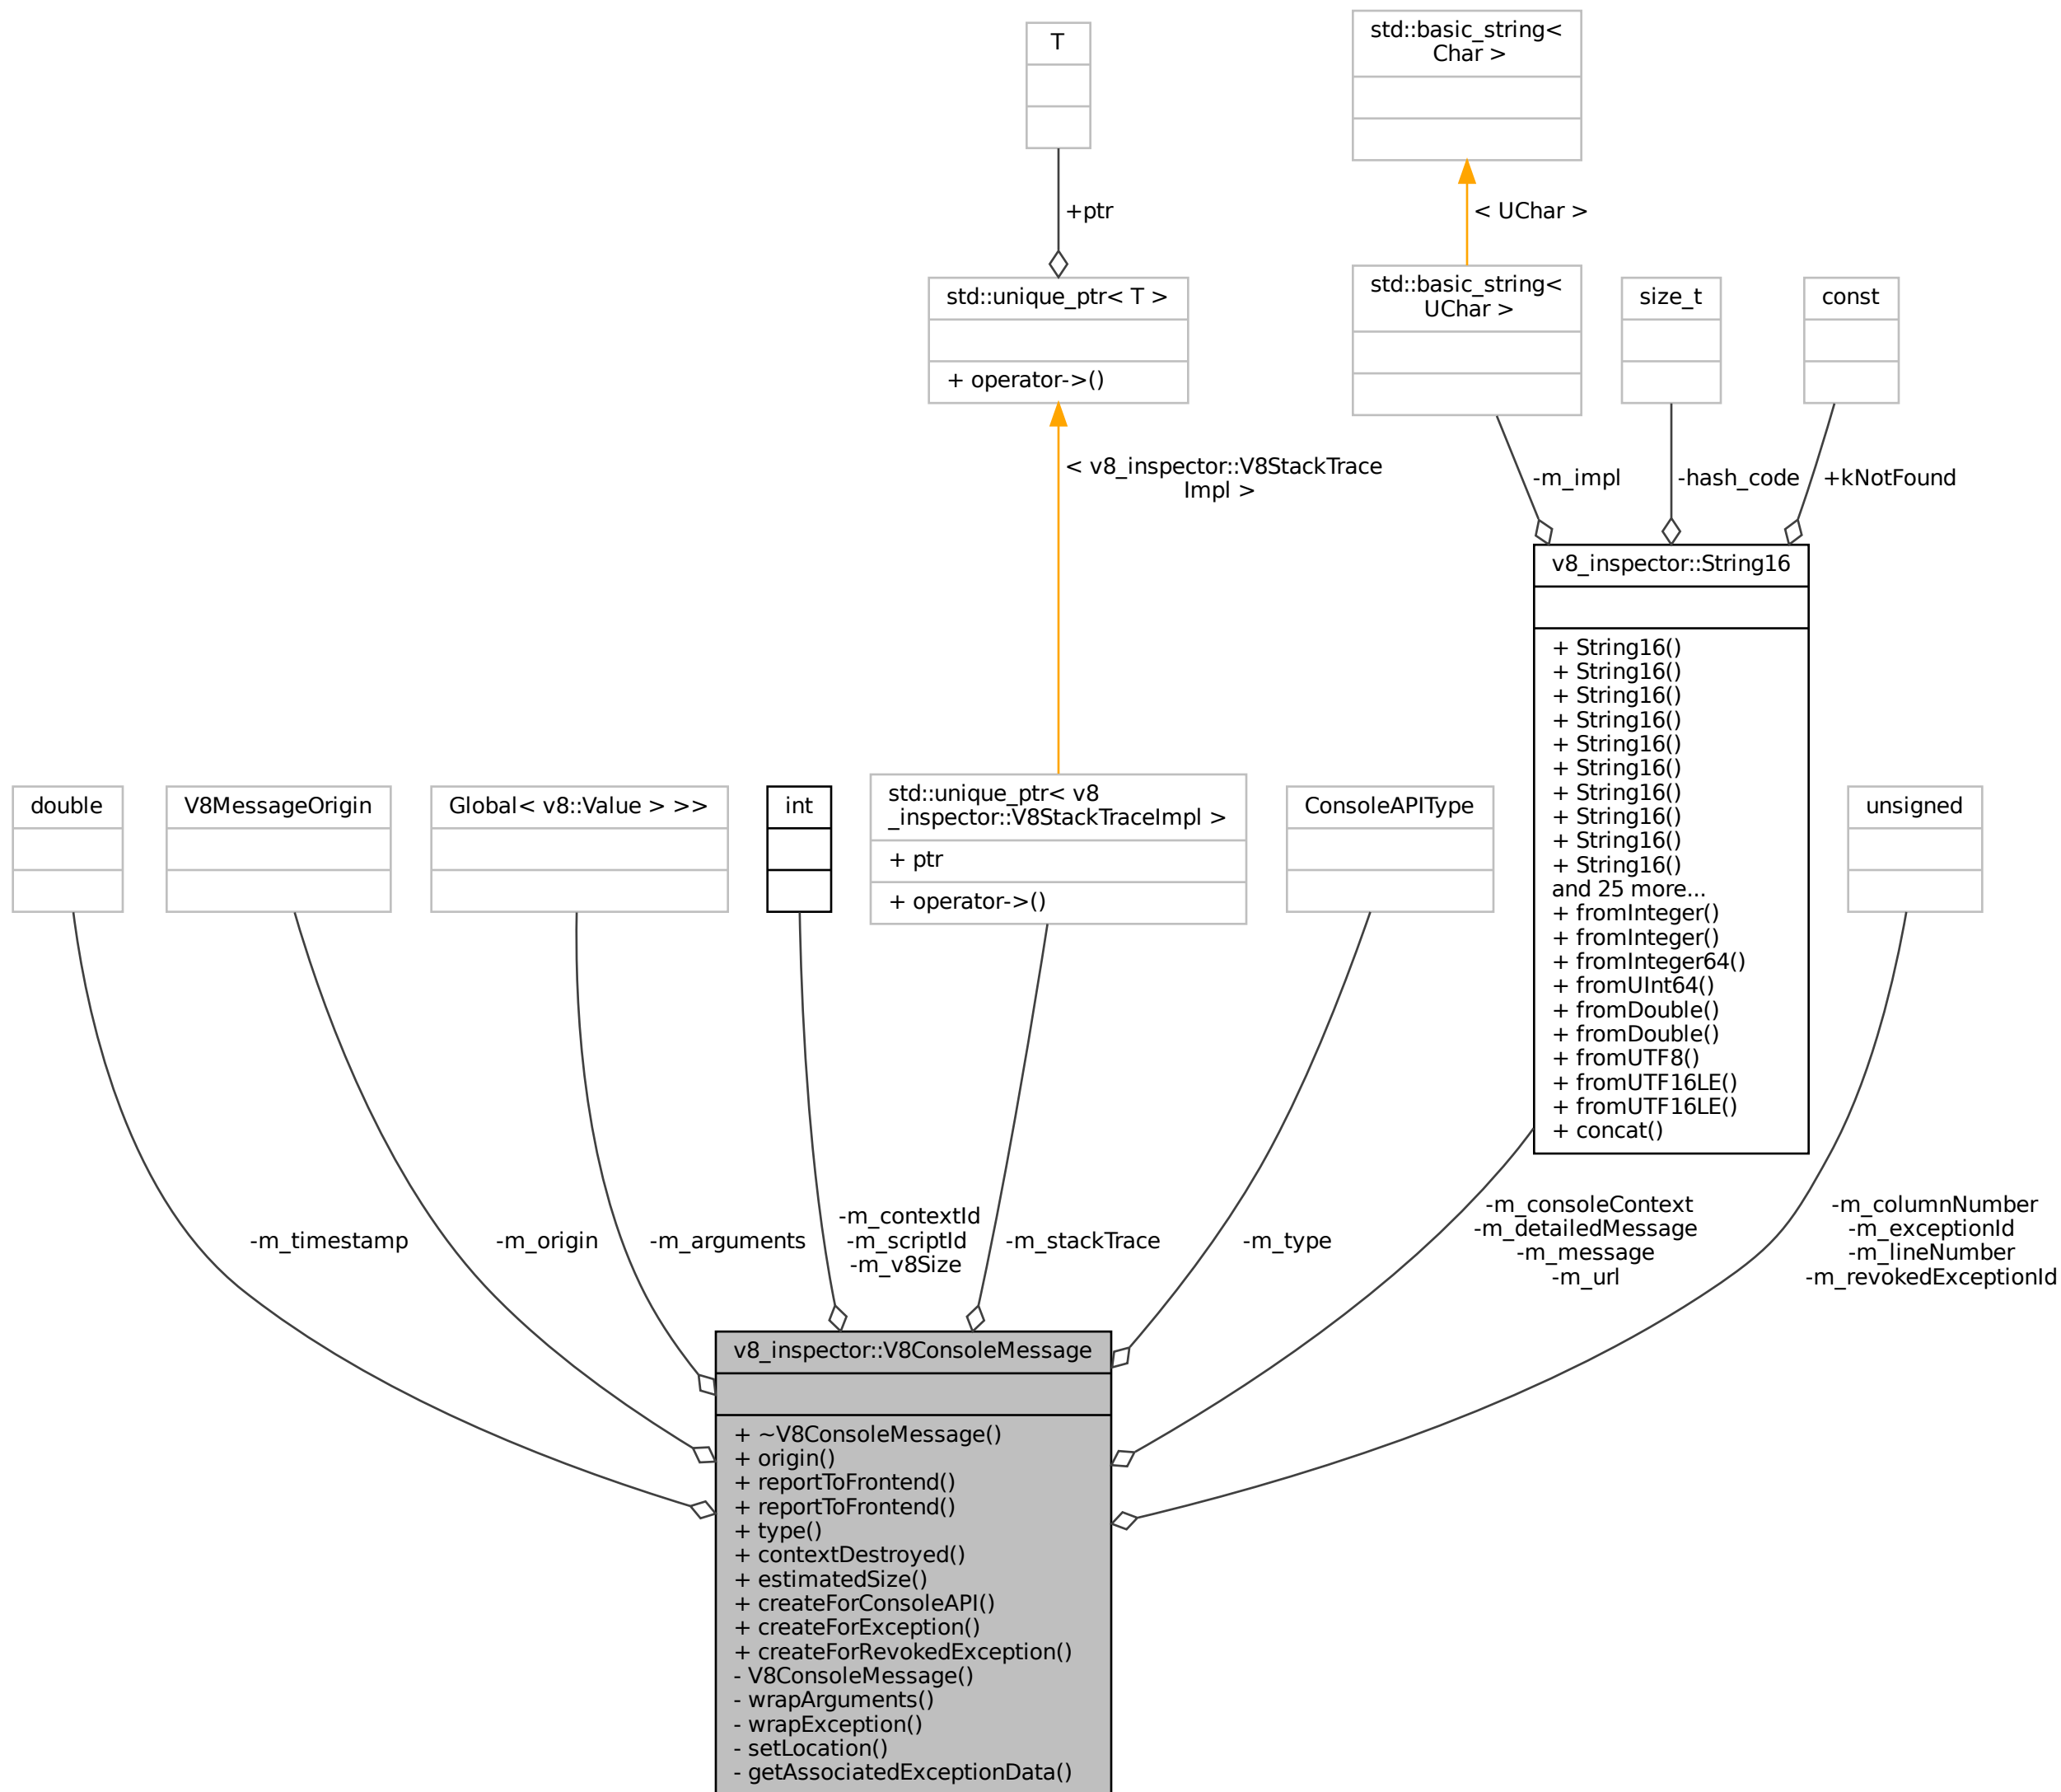 T
std::basic_string<
Char >
+ptr
< UChar >
std::unique_ptr< T >
+ operator->()
std::basic_string<
UChar >
size_t
const
< v8_inspector::V8StackTrace
Impl >
-m_impl
-hash_code
+kNotFound
v8_inspector::String16
+ String16()
+ String16()
+ String16()
+ String16()
+ String16()
+ String16()
+ String16()
+ String16()
+ String16()
+ String16()
and 25 more...
+ fromInteger()
+ fromInteger()
+ fromInteger64()
+ fromUInt64()
+ fromDouble()
+ fromDouble()
+ fromUTF8()
+ fromUTF16LE()
+ fromUTF16LE()
+ concat()
double
V8MessageOrigin
Global< v8::Value > >>
int
std::unique_ptr< v8
_inspector::V8StackTraceImpl >
+ ptr
+ operator->()
ConsoleAPIType
unsigned
-m_timestamp
-m_origin
-m_arguments
-m_contextId
-m_scriptId
-m_v8Size
-m_stackTrace
-m_type
-m_consoleContext
-m_detailedMessage
-m_message
-m_url
-m_columnNumber
-m_exceptionId
-m_lineNumber
-m_revokedExceptionId
v8_inspector::V8ConsoleMessage
+ ~V8ConsoleMessage()
+ origin()
+ reportToFrontend()
+ reportToFrontend()
+ type()
+ contextDestroyed()
+ estimatedSize()
+ createForConsoleAPI()
+ createForException()
+ createForRevokedException()
- V8ConsoleMessage()
- wrapArguments()
- wrapException()
- setLocation()
- getAssociatedExceptionData()